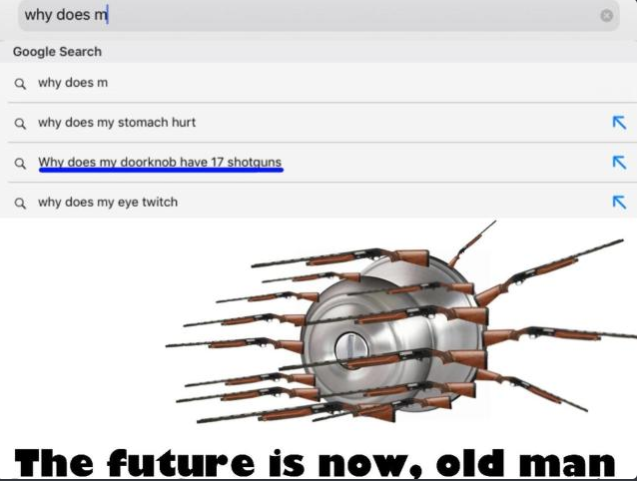 why does m
Google Search
why does m
why does my stomach hurt
Why does my doorknob have 17 shotguns
why does my eye twitch
The future is now, old man